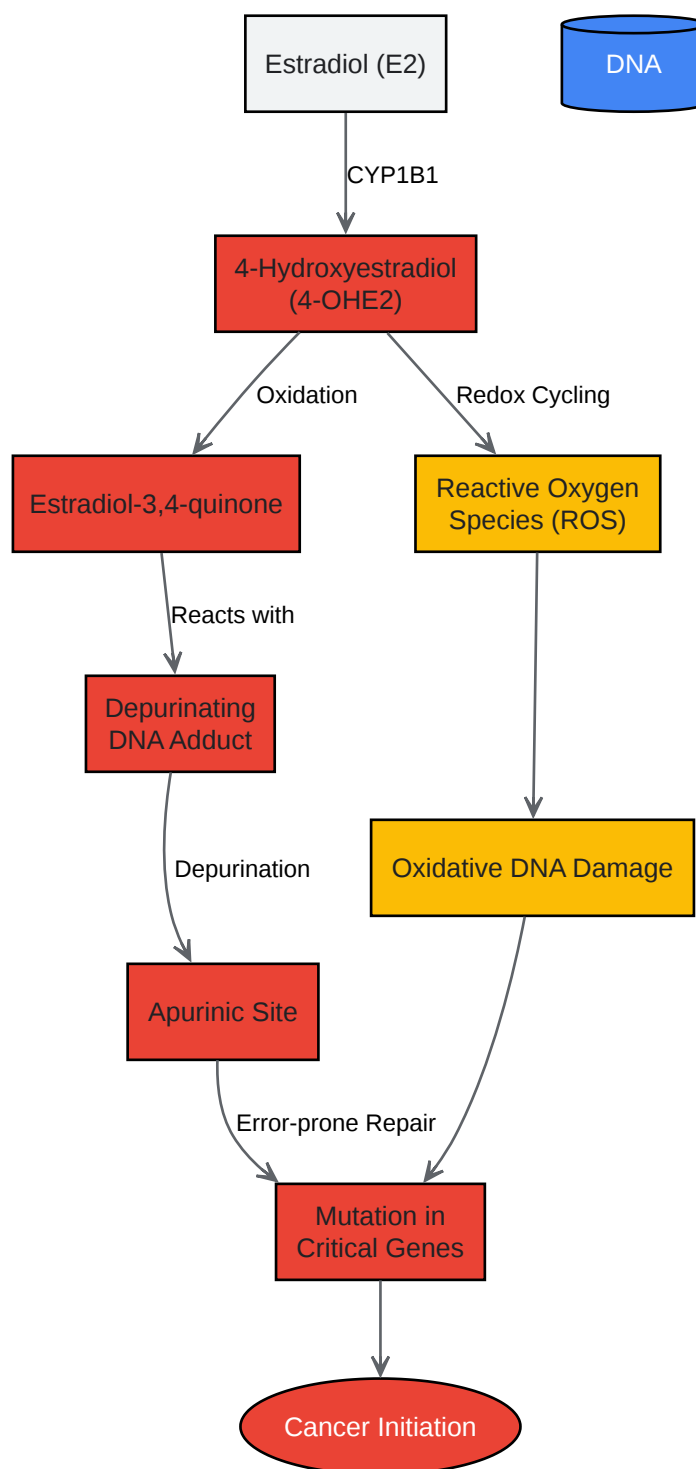 Estradiol (E2)
DNA
CYP1B1
4-Hydroxyestradiol
(4-OHE2)
Oxidation
Redox Cycling
Estradiol-3,4-quinone
Reactive Oxygen
Species (ROS)
Reacts with
Depurinating
DNA Adduct
Depurination
Oxidative DNA Damage
Apurinic Site
Error-prone Repair
Mutation in
Critical Genes
Cancer Initiation